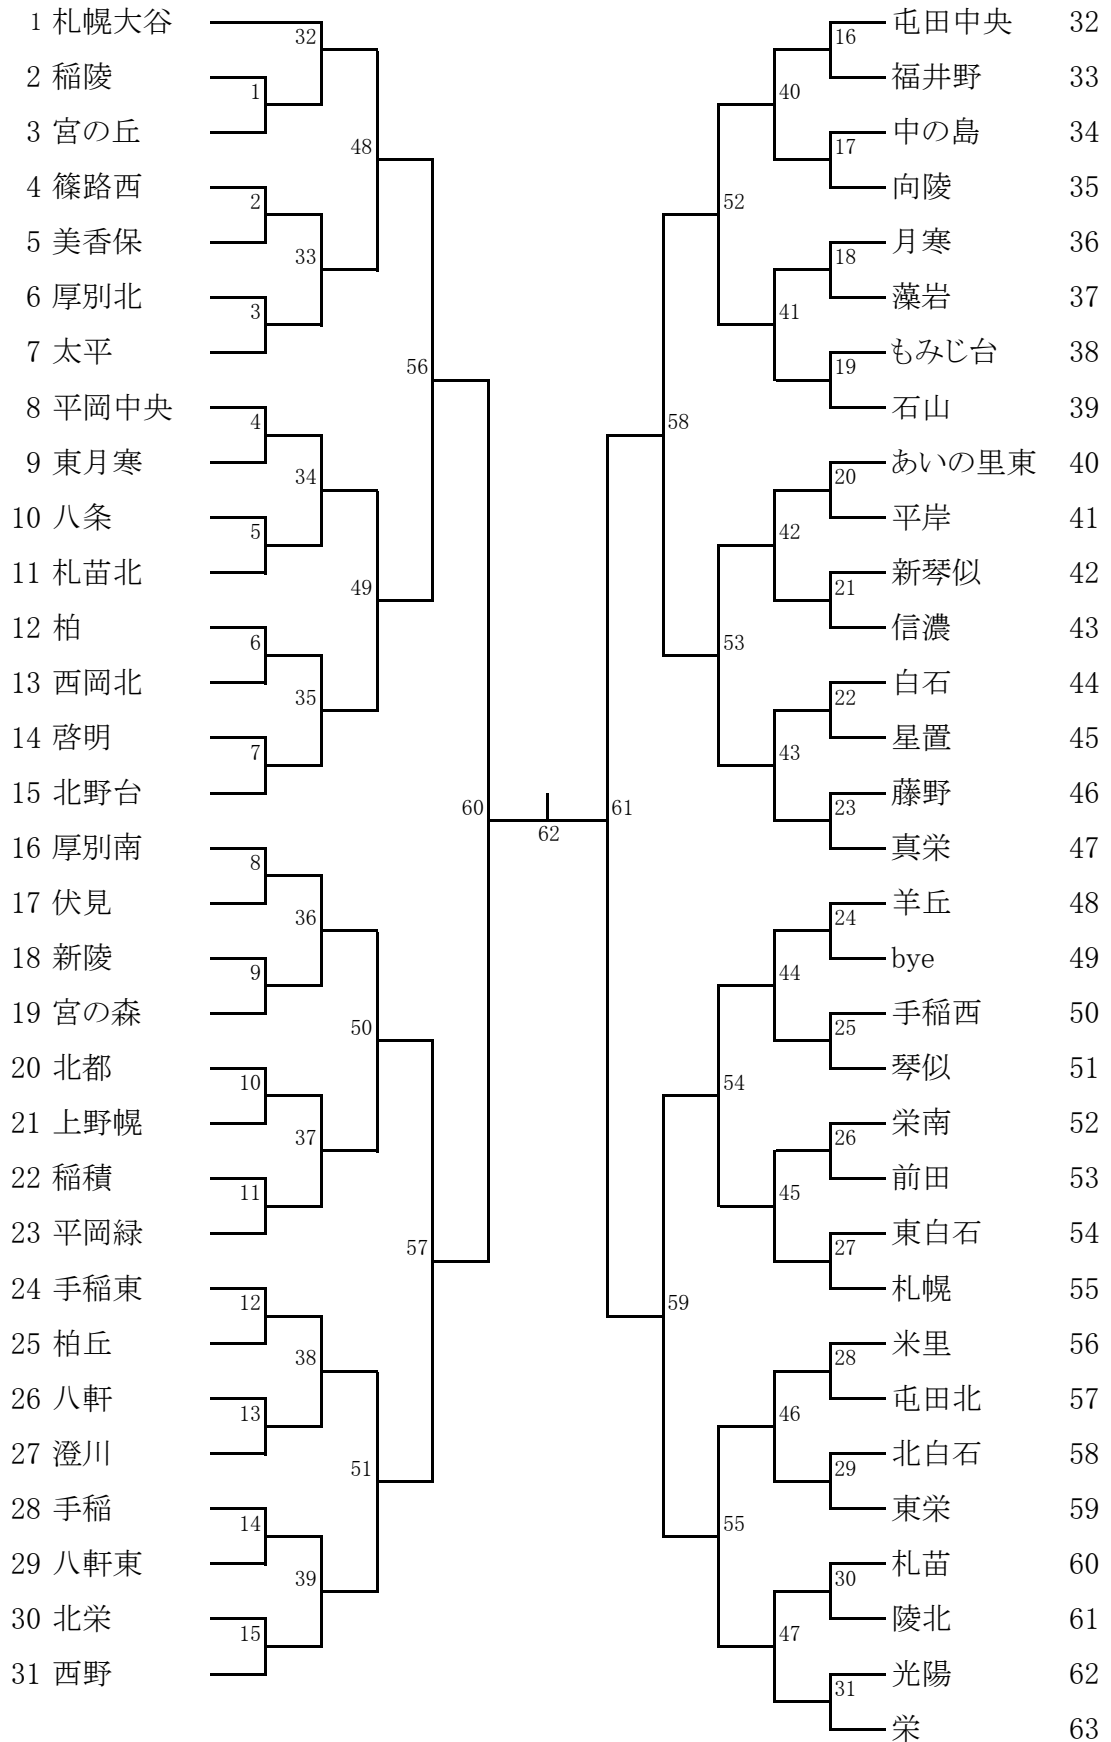 1 札幌大谷
2 稲陵
3 宮の丘
4 篠路西
5 美香保
6 厚別北
7 太平
8 平岡中央
9 東月寒
10 八条
11 札苗北
12 柏
13 西岡北
14 啓明
15 北野台
16 厚別南
17 伏見
18 新陵
19 宮の森
20 北都
21 上野幌
22 稲積
23 平岡緑
24 手稲東
25 柏丘
26 八軒
27 澄川
28 手稲
29 八軒東
30 北栄
31 西野
32
1
2
3
4
5
6
7
8
9
10
11
12
13
14
15
33
34
35
36
37
38
39
48
49
50
51
56
57
60
62
61
58
59
52
53
54
55
40
41
42
43
44
45
46
47
16
17
18
19
20
21
22
23
24
25
26
27
28
29
30
31
屯田中央 32
福井野 33
中の島 34
向陵 35
月寒 36
藻岩 37
もみじ台 38
石山 39
あいの里東 40
平岸 41
新琴似 42
信濃 43
白石 44
星置 45
藤野 46
真栄 47
羊丘 48
bye 49
手稲西 50
琴似 51
栄南 52
前田 53
東白石 54
札幌 55
米里 56
屯田北 57
北白石 58
東栄 59
札苗 60
陵北 61
光陽 62
栄 63